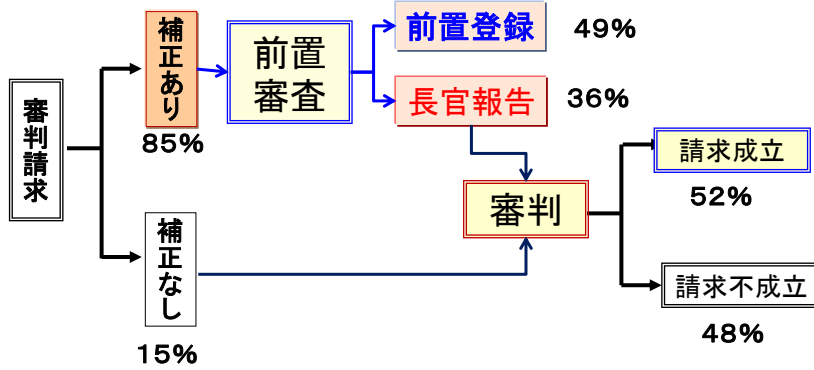 審判請求
補正あり
85%
前置
審査
前置登録
49%
長官報告
36%
補正なし
15%
審判
請求成立
52%
請求不成立
48%